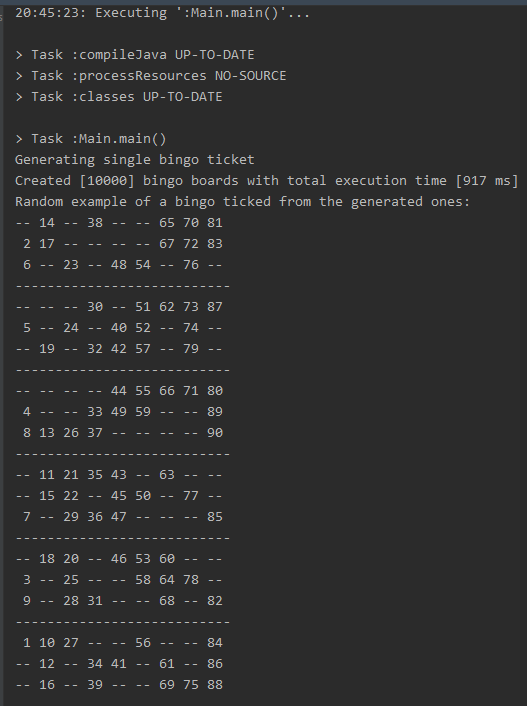 20:45:23: Executing ':Main.main()'...
> Task :compileJava UP-TO-DATE
> Task :processResources NO-SOURCE
> Task :classes UP-TO-DATE
> Task :Main.main()
Generating single bingo ticket
Created [10000] bingo boards with total execution time [917 ms]
Random example of a bingo ticked from the generated ones:
-- 14 -- 38 -- -- 65 70 81
 2 17 -- -- -- -- 67 72 83
 6 -- 23 -- 48 54 -- 76 --
---------------------------
-- -- -- 30 -- 51 62 73 87
 5 -- 24 -- 40 52 -- 74 --
-- 19 -- 32 42 57 -- 79 --
---------------------------
-- -- -- -- 44 55 66 71 80
 4 -- -- 33 49 59 -- -- 89
 8 13 26 37 -- -- -- -- 90
---------------------------
-- 11 21 35 43 -- 63 -- --
-- 15 22 -- 45 50 -- 77 --
 7 -- 29 36 47 -- -- -- 85
---------------------------
-- 18 20 -- 46 53 60 -- --
 3 -- 25 -- -- 58 64 78 --
 9 -- 28 31 -- -- 68 -- 82
---------------------------
 1 10 27 -- -- 56 -- -- 84
-- 12 -- 34 41 -- 61 -- 86
-- 16 -- 39 -- -- 69 75 88